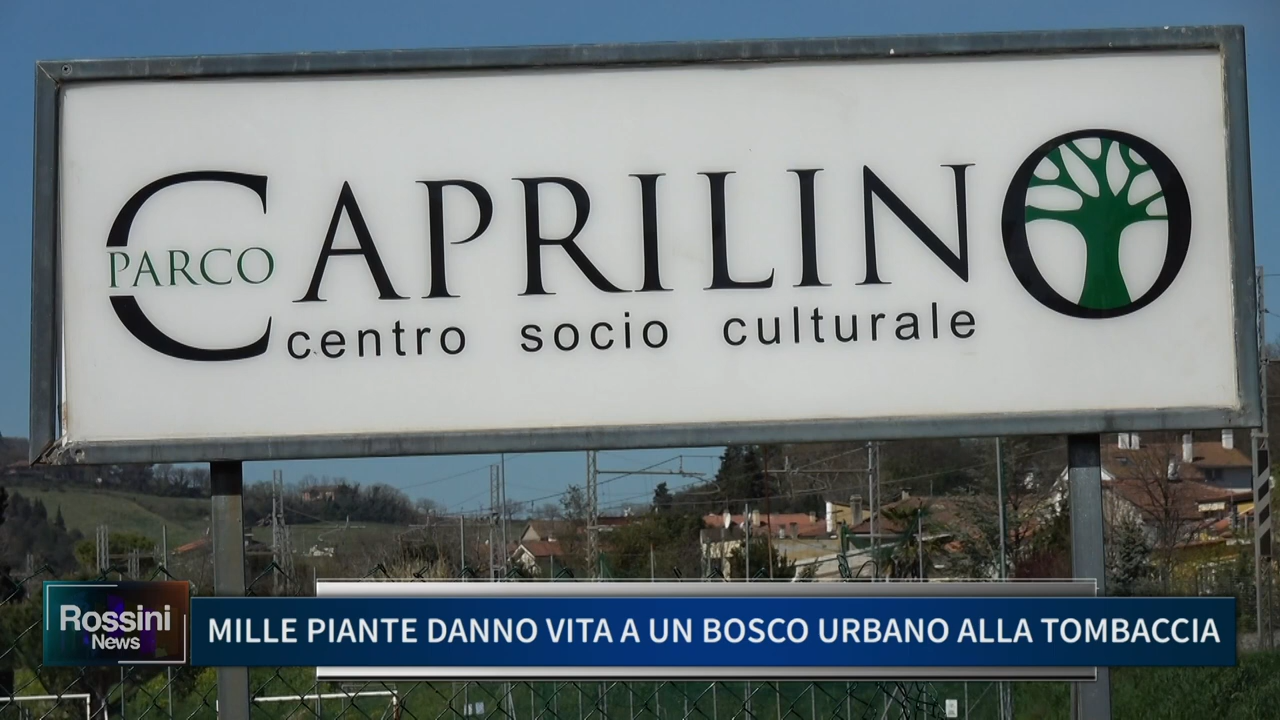 PARCO
CAPRILINO
centro socio culturale
Rossini
News
MILLE PIANTE DANNO VITA A UN BOSCO URBANO ALLA TOMBACCIA